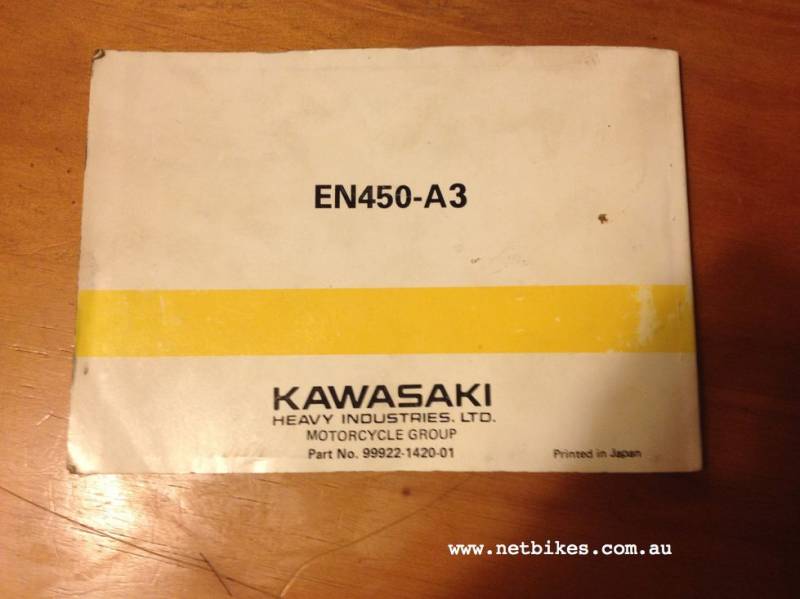 EN450-A3
KAWASAKI
HEAVY INDUSTRIES, LTD.
MOTORCYCLE GROUP
Part No. 99922-1420-01
Printed in Japan
www.netbikes.com.au